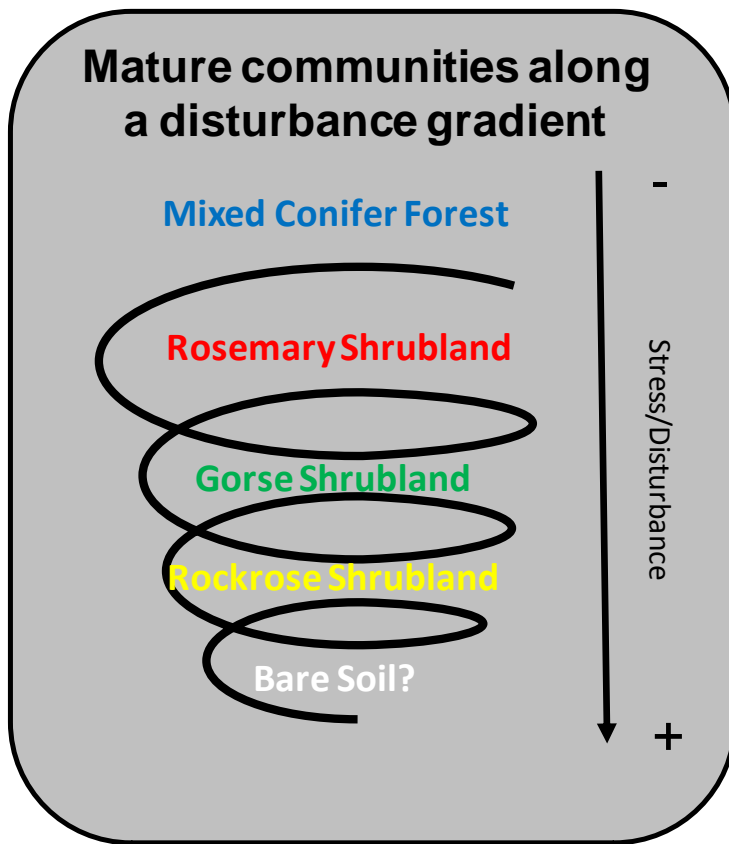 Mature communities along
a disturbance gradient
-
Mixed Conifer Forest
Rosemary Shrubland
Stress/Disturbance
Gorse Shrubland
Rockrose Shrubland
Bare Soil?
+